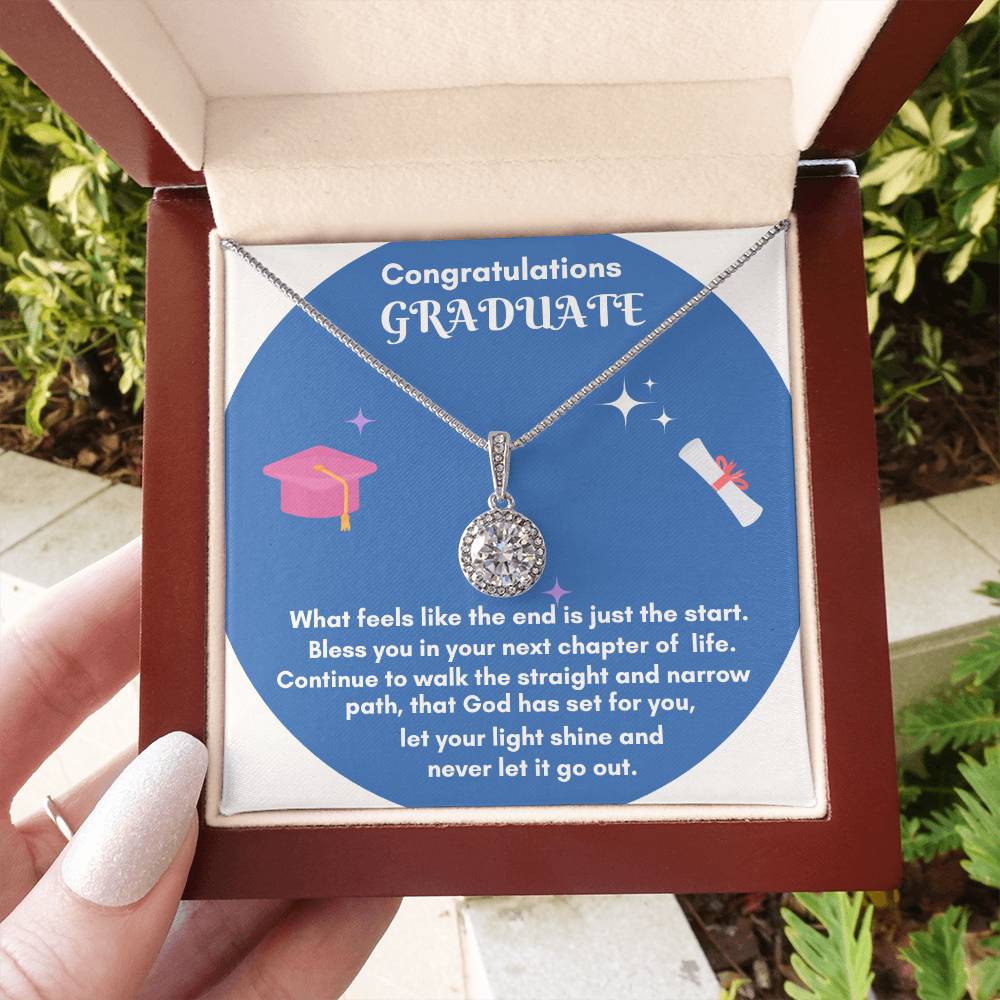 Congratulations
GRADUATE
What feels like the end is just the start.
Bless you in your next chapter of life.
Continue to walk the straight and narrow
path, that God has set for you,
let your light shine and
never let it go out.